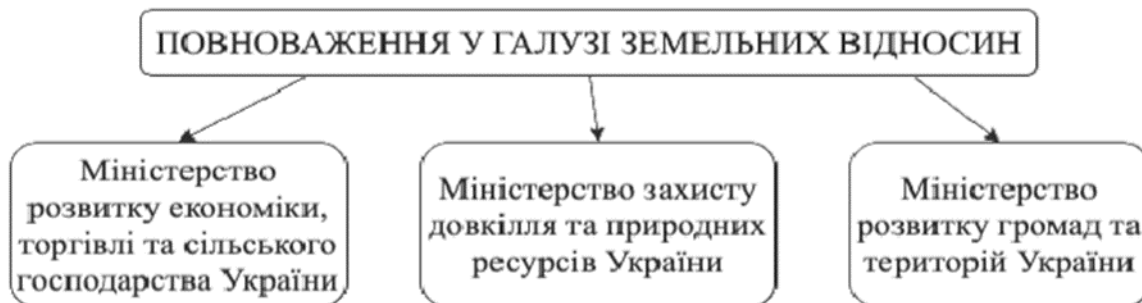 ПОВНОВАЖЕННЯ У ГАЛУЗІ ЗЕМЕЛЬНИХ ВІДНОСИН
Міністерство
розвитку економіки,
торгівлі та сільського
господарства України
Міністерство захисту
довкілля та природних
ресурсів України
Міністерство
розвитку громад та
територій України